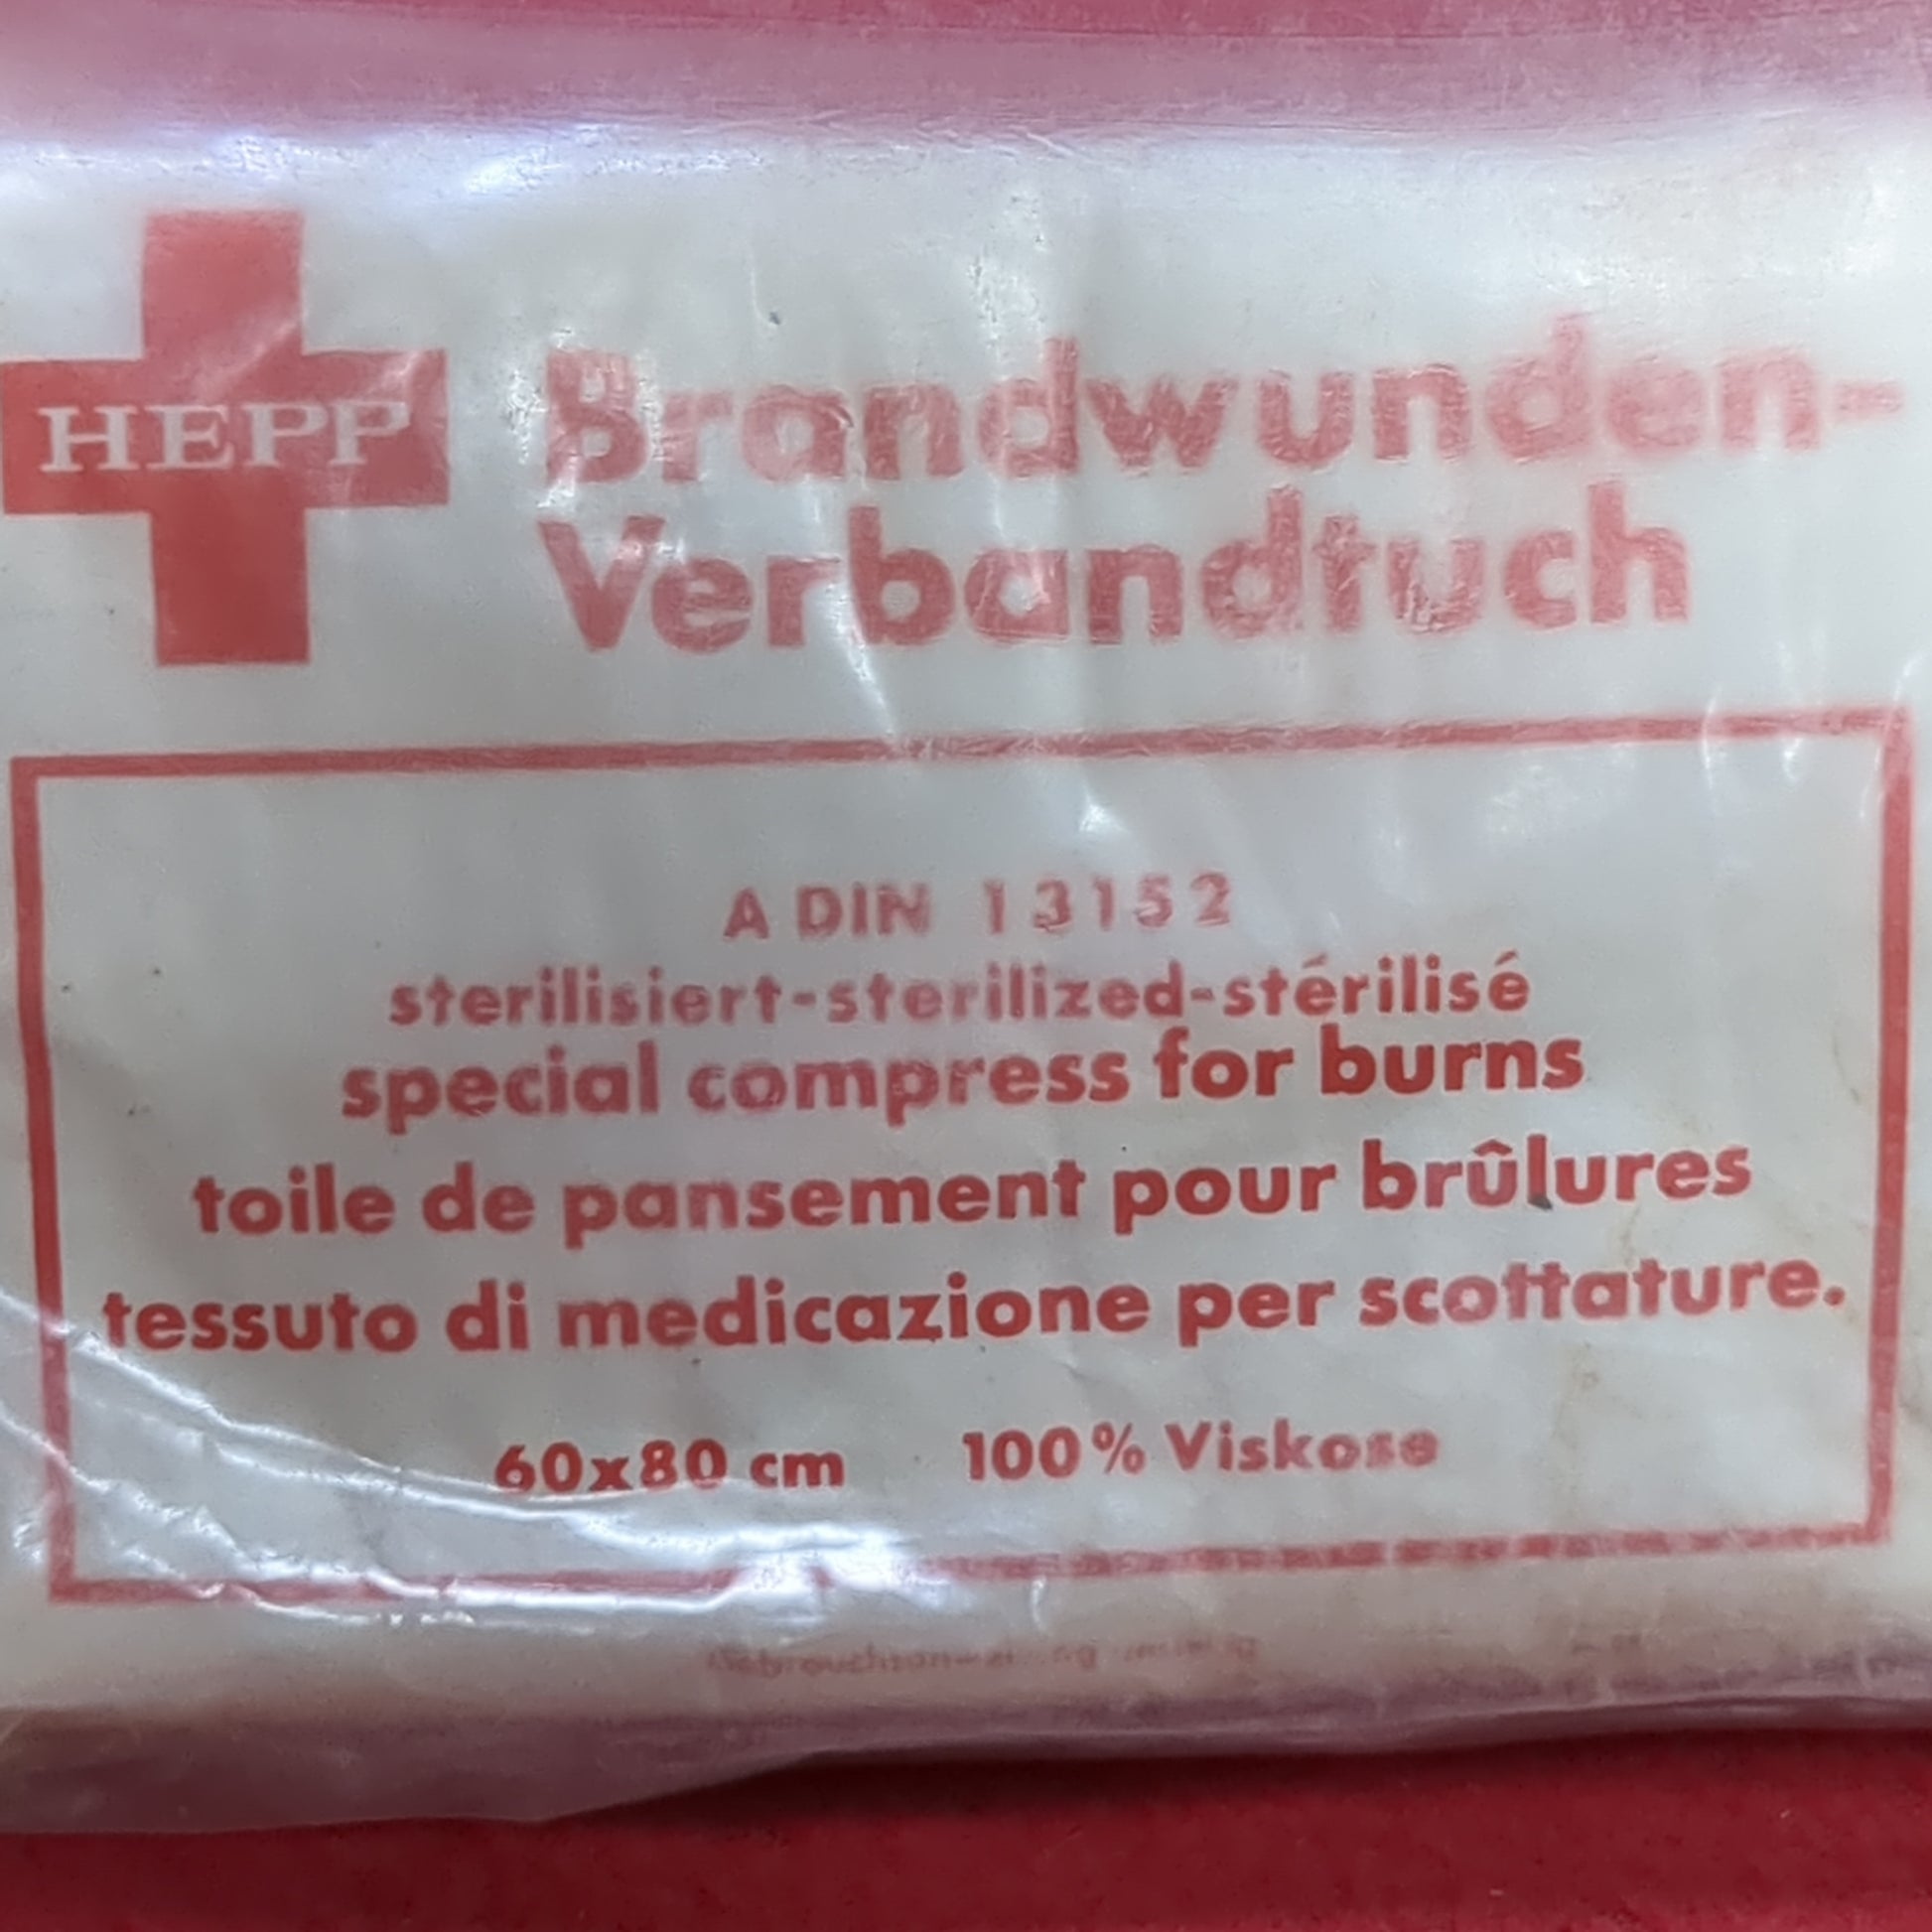 HEPP
Brandwunden-
Verbandtuch
A DIN 13152
sterilisiert-sterilized-stérilisé
special compress for burns
toile de pansement pour brûlures
tessuto di medicazione per scottature.
60x80 cm 100% Viskose